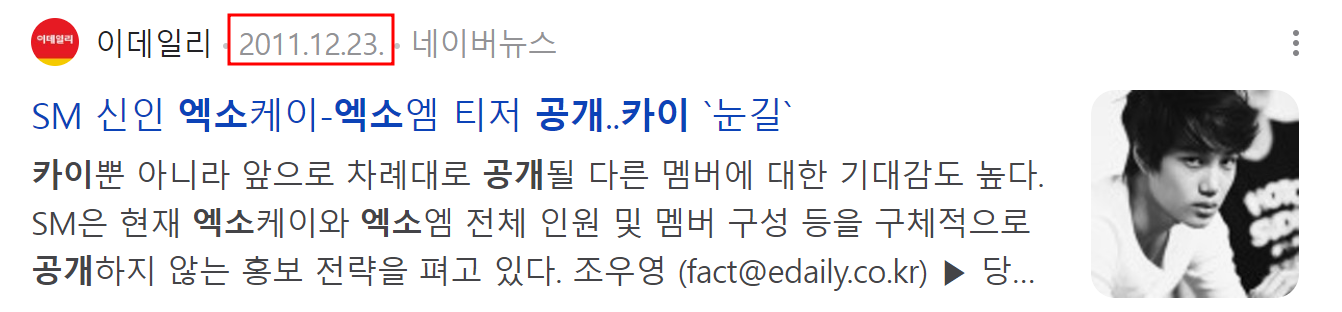 이데일리 이데일리 · 2011.12.23. · 네이버뉴스
SM 신인 엑소케이-엑소엠 티저 공개..카이 `눈길`
카이뿐 아니라 앞으로 차례대로 공개될 다른 멤버에 대한 기대감도 높다.
SM은 현재 엑소케이와 엑소엠 전체 인원 및 멤버 구성 등을 구체적으로
공개하지 않는 홍보 전략을 펴고 있다. 조우영 (fact@edaily.co.kr) ▶ 당...